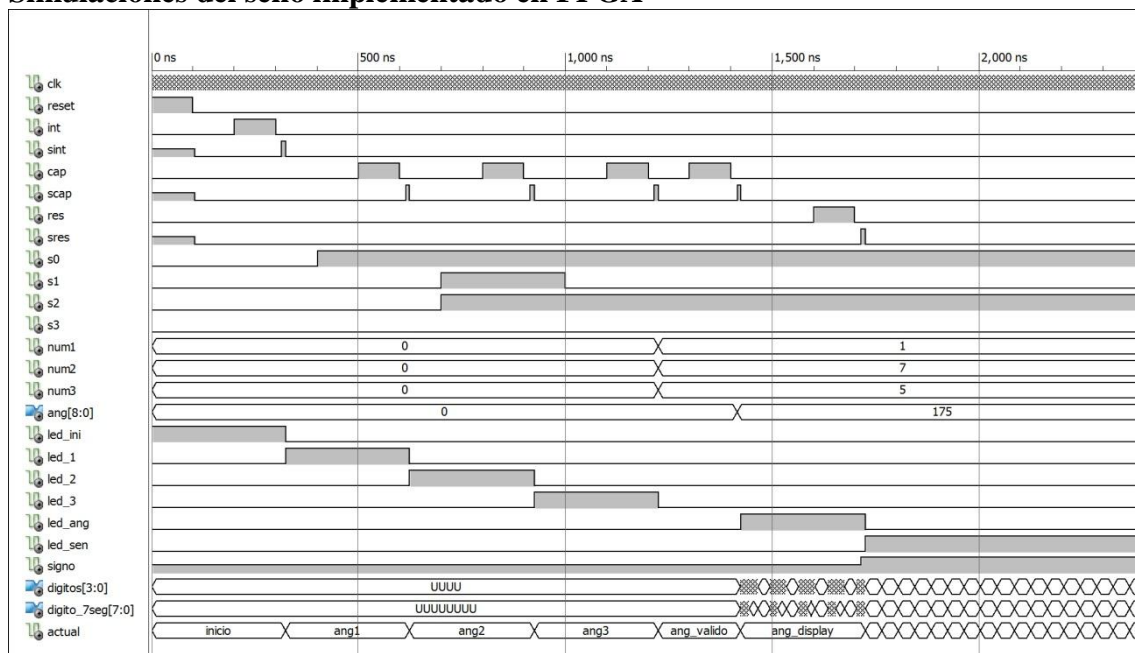 Simulaciones del seno implementado en FPGA
0 ns 500 ns 1,000 ns 1,500 ns 2,000 ns
clk
reset
int
sint
cap
scap
res
sres
s0
s1
s2
s3
num1 0 1
num2 0 7
num3 0 5
ang[8:0] 0 175
led_ini
led_1
led_2
led_3
led_ang
led_sen
signo
digitos[3:0] UUUU
digito_7seg[7:0] UUUUUUUU
actual inicio ang1 ang2 ang3 ang_valido ang_display